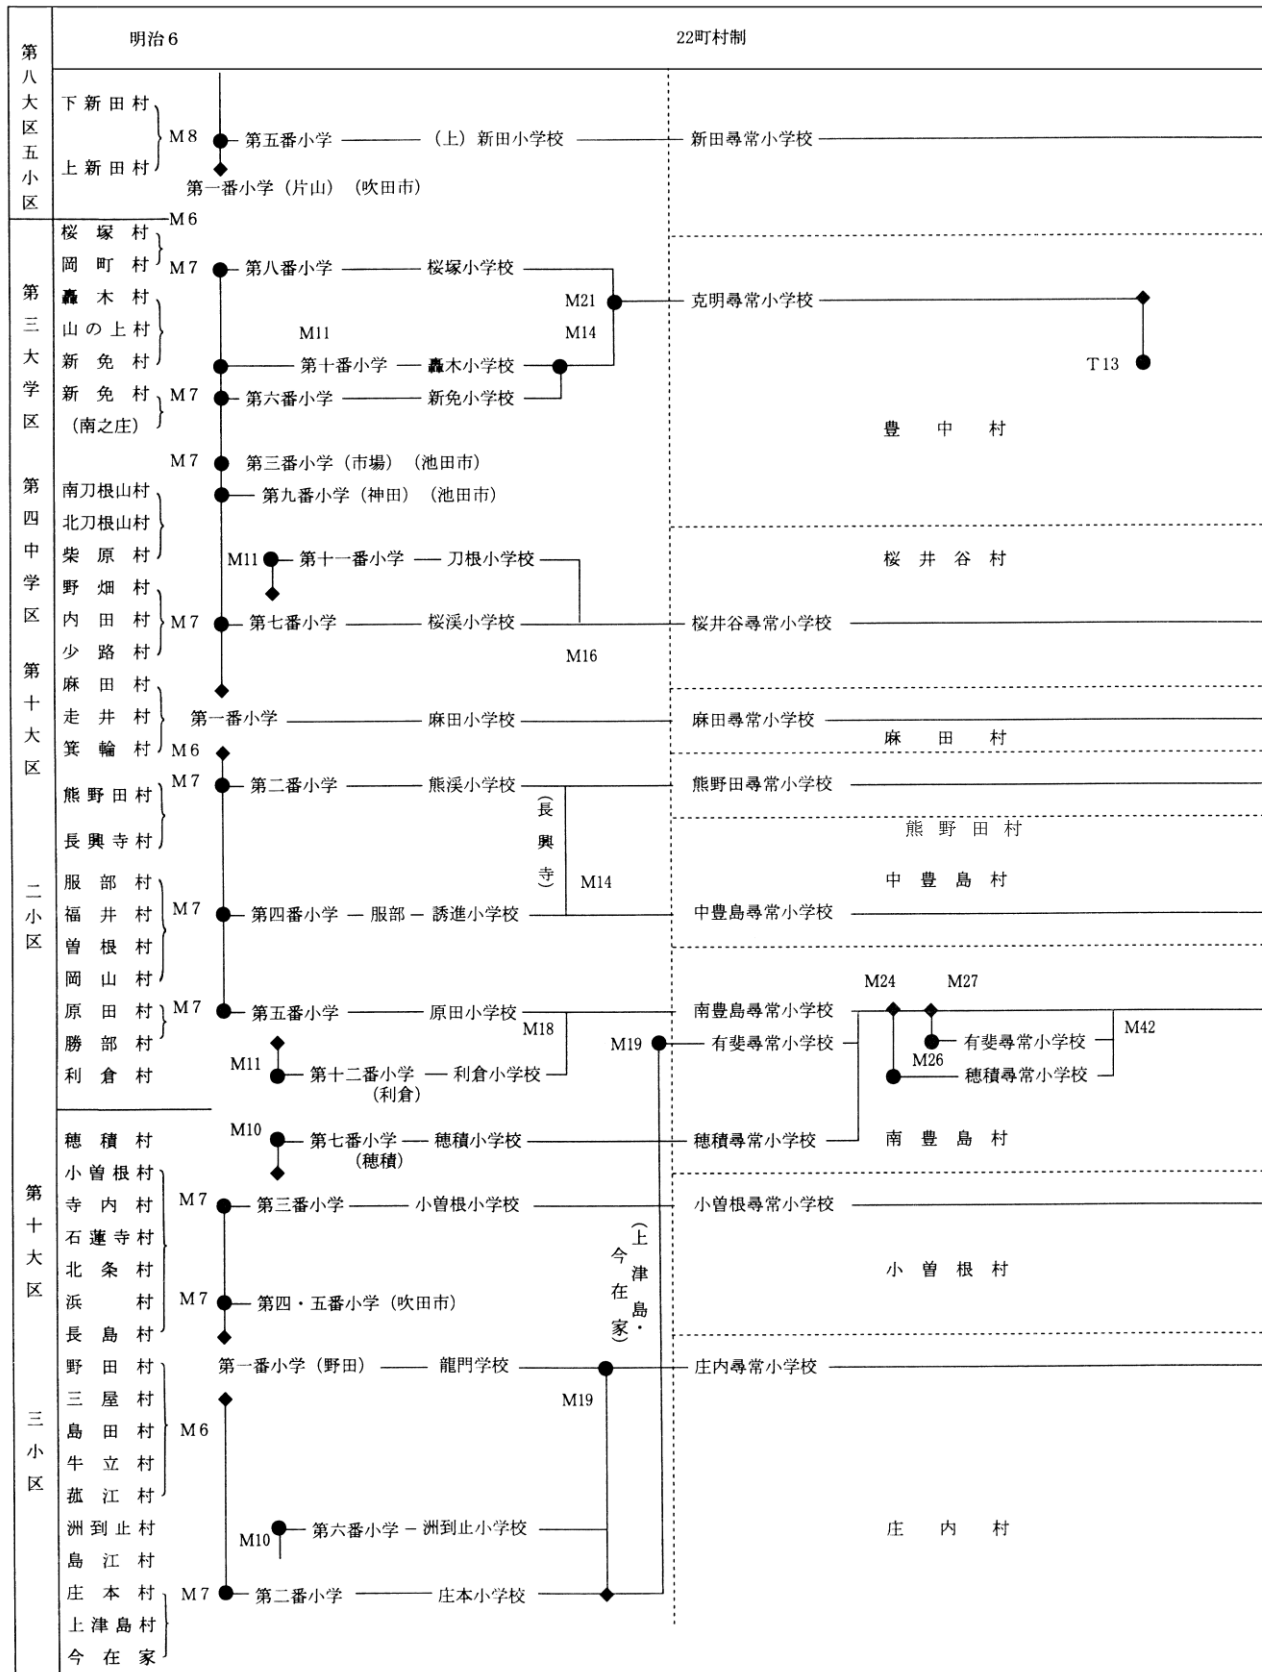 明治6
22町村制
第八大区五小区
下新田村
上新田村
M8
第五番小学
(上)新田小学校
新田尋常小学校
第一番小学(片山)(吹田市)
M6
第三大学区
第四中学区
第十大区
二小区
桜塚村
岡町村
M7
第八番小学
桜塚小学校
轟木村
山の上村
新免村
M11
第十番小学
轟木小学校
M21
M14
克明尋常小学校
T13
新免村
(南之庄)
M7
第六番小学
新免小学校
豊中村
M7
第三番小学(市場)(池田市)
第九番小学(神田)(池田市)
南刀根山村
北刀根山村
柴原村
M11
第十一番小学
刀根小学校
桜井谷村
野畑村
内田村
少路村
M7
第七番小学
桜渓小学校
桜井谷尋常小学校
M16
麻田村
走井村
箕輪村
第一番小学
麻田小学校
麻田尋常小学校
麻田村
M6
熊野田村
長興寺村
M7
第二番小学
熊渓小学校
熊野田尋常小学校
(長興寺)
熊野田村
M14
中豊島村
服部村
福井村
曽根村
岡山村
M7
第四番小学
服部
誘進小学校
中豊島尋常小学校
M24
M27
原田村
勝部村
利倉村
M7
第五番小学
原田小学校
M18
南豊島尋常小学校
M19
有斐尋常小学校
有斐尋常小学校
M42
M26
M11
第十二番小学
(利倉)
利倉小学校
穂積尋常小学校
第十大区
三小区
穂積村
M10
第七番小学
(穂積)
穂積小学校
穂積尋常小学校
南豊島村
小曽根村
寺内村
石蓮寺村
北条村
浜村
長島村
M7
第三番小学
小曽根小学校
小曽根尋常小学校
(上津島・
今在家)
小曽根村
M7
第四・五番小学(吹田市)
野田村
三屋村
島田村
牛立村
菰江村
第一番小学(野田)
龍門学校
庄内尋常小学校
M19
M6
洲到止村
島江村
M10
第六番小学
洲到止小学校
庄内村
庄本村
上津島村
今在家
M7
第二番小学
庄本小学校